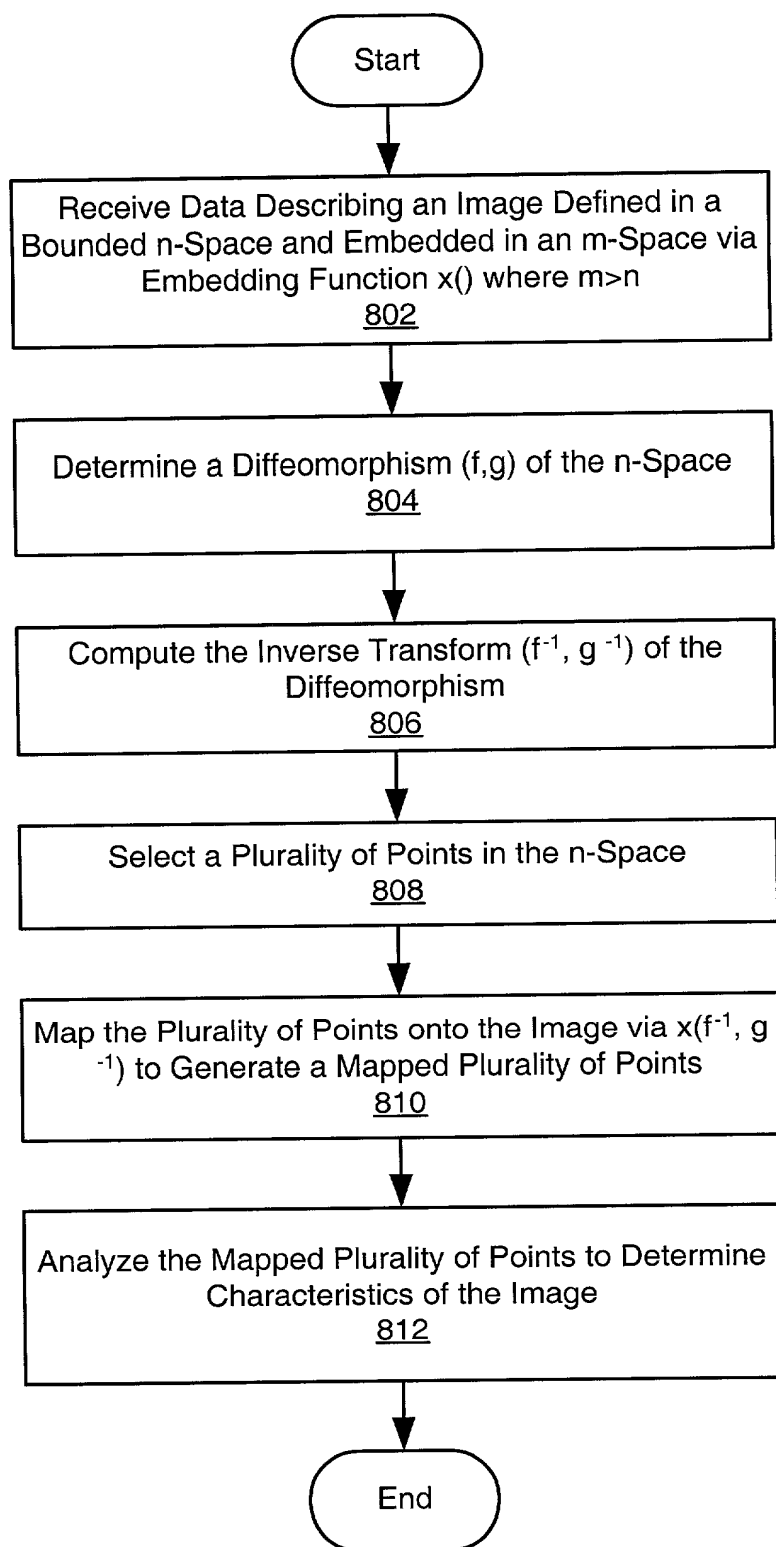 Start
Receive Data Describing an Image Defined in a
Bounded n-Space and Embedded in an m-Space via
Embedding Function x() where m>n
802
Determine a Diffeomorphism (f,g) of the n-Space
804
Compute the Inverse Transform (f⁻¹, g ⁻¹) of the
Diffeomorphism
806
Select a Plurality of Points in the n-Space
808
Map the Plurality of Points onto the Image via x(f⁻¹, g
⁻¹) to Generate a Mapped Plurality of Points
810
Analyze the Mapped Plurality of Points to Determine
Characteristics of the Image
812
End